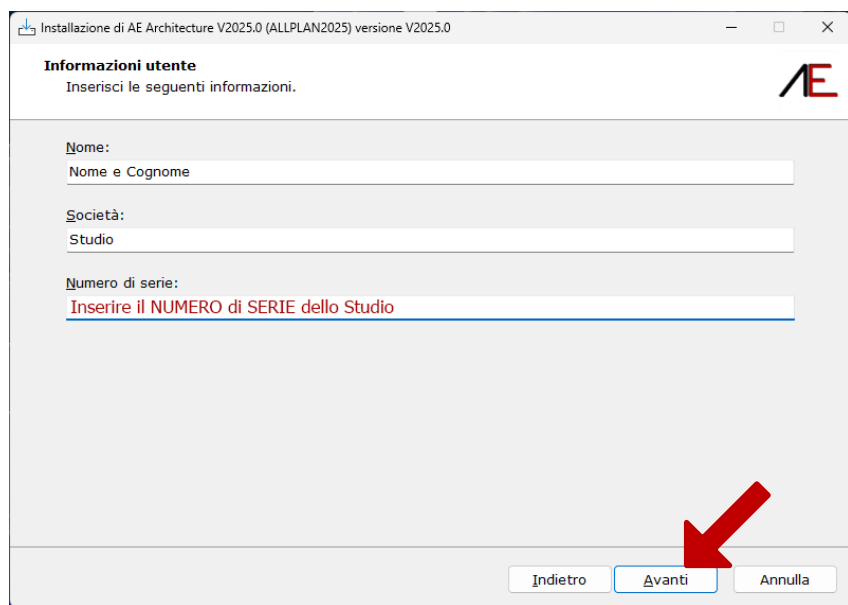 Installazione di AE Architecture V2025.0 (ALLPLAN2025) versione V2025.0
Informazioni utente
Inserisci le seguenti informazioni.
AE
Nome:
Nome e Cognome
Società:
Studio
Numero di serie:
Inserire il NUMERO di SERIE dello Studio
Indietro Avanti Annulla